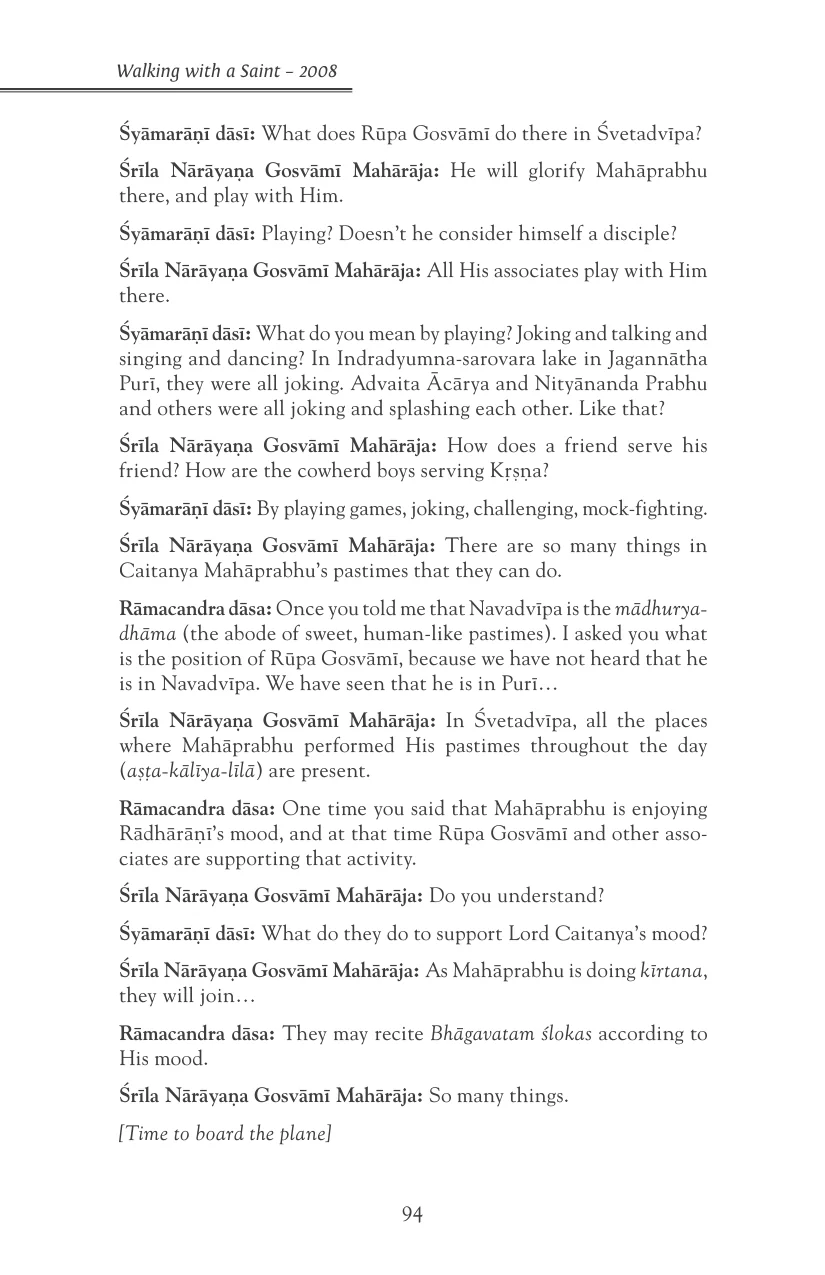 Walking with a Saint – 2008
Śyāmarāṇī dāsī: What does Rūpa Gosvāmī do there in Śvetadvīpa?
Śrīla Nārāyaṇa Gosvāmī Mahārāja: He will glorify Mahāprabhu
there, and play with Him.
Śyāmarāṇī dāsī: Playing? Doesn’t he consider himself a disciple?
Śrīla Nārāyaṇa Gosvāmī Mahārāja: All His associates play with Him
there.
Śyāmarāṇī dāsī: What do you mean by playing? Joking and talking and
singing and dancing? In Indradyumna-sarovara lake in Jagannātha
Purī, they were all joking. Advaita Ācārya and Nityānanda Prabhu
and others were all joking and splashing each other. Like that?
Śrīla Nārāyaṇa Gosvāmī Mahārāja: How does a friend serve his
friend? How are the cowherd boys serving Kṛṣṇa?
Śyāmarāṇī dāsī: By playing games, joking, challenging, mock-fighting.
Śrīla Nārāyaṇa Gosvāmī Mahārāja: There are so many things in
Caitanya Mahāprabhu’s pastimes that they can do.
Rāmacandra dāsa: Once you told me that Navadvīpa is the mādhurya-
dhāma (the abode of sweet, human-like pastimes). I asked you what
is the position of Rūpa Gosvāmī, because we have not heard that he
is in Navadvīpa. We have seen that he is in Purī…
Śrīla Nārāyaṇa Gosvāmī Mahārāja: In Śvetadvīpa, all the places
where Mahāprabhu performed His pastimes throughout the day
(aṣṭa-kālīya-līlā) are present.
Rāmacandra dāsa: One time you said that Mahāprabhu is enjoying
Rādhārāṇī’s mood, and at that time Rūpa Gosvāmī and other asso-
ciates are supporting that activity.
Śrīla Nārāyaṇa Gosvāmī Mahārāja: Do you understand?
Śyāmarāṇī dāsī: What do they do to support Lord Caitanya’s mood?
Śrīla Nārāyaṇa Gosvāmī Mahārāja: As Mahāprabhu is doing kīrtana,
they will join…
Rāmacandra dāsa: They may recite Bhāgavatam ślokas according to
His mood.
Śrīla Nārāyaṇa Gosvāmī Mahārāja: So many things.
[Time to board the plane]
94